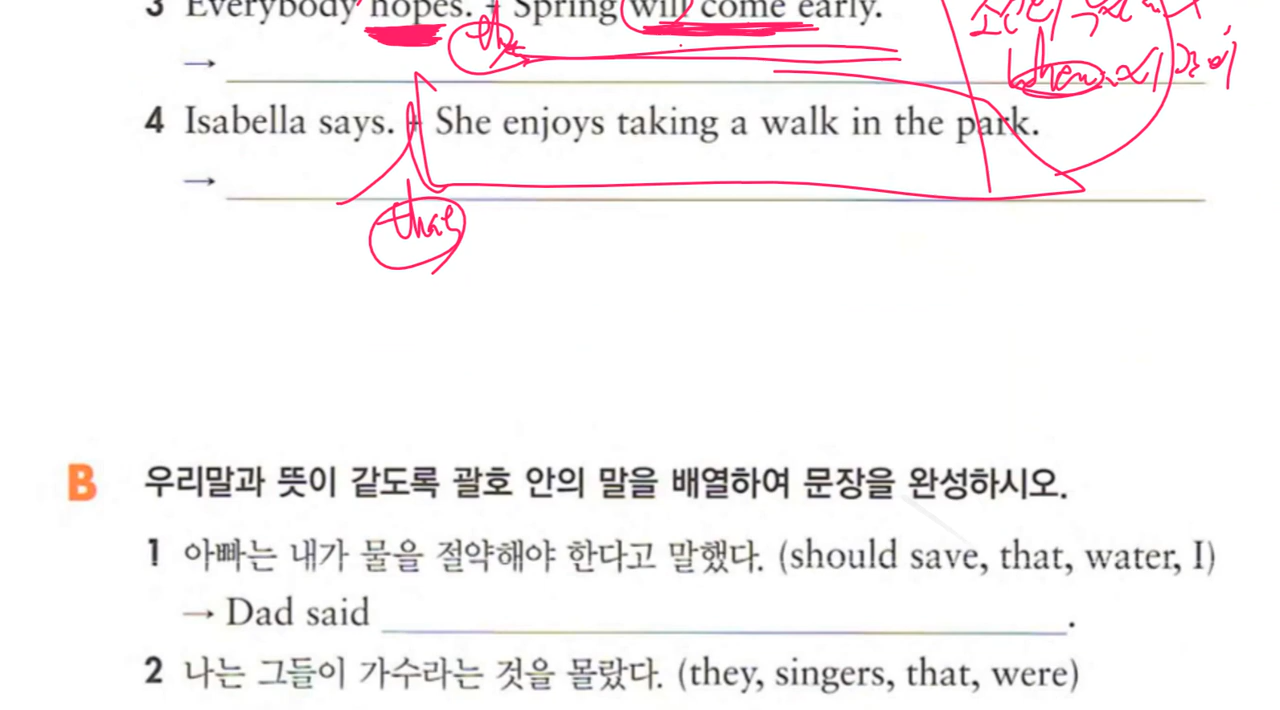 3 Everybody hopes. + Spring will come early.
→
4 Isabella says. + She enjoys taking a walk in the park.
→
that
B 우리말과 뜻이 같도록 괄호 안의 말을 배열하여 문장을 완성하시오.
1 아빠는 내가 물을 절약해야 한다고 말했다. (should save, that, water, I)
→ Dad said .
2 나는 그들이 가수라는 것을 몰랐다. (they, singers, that, were)